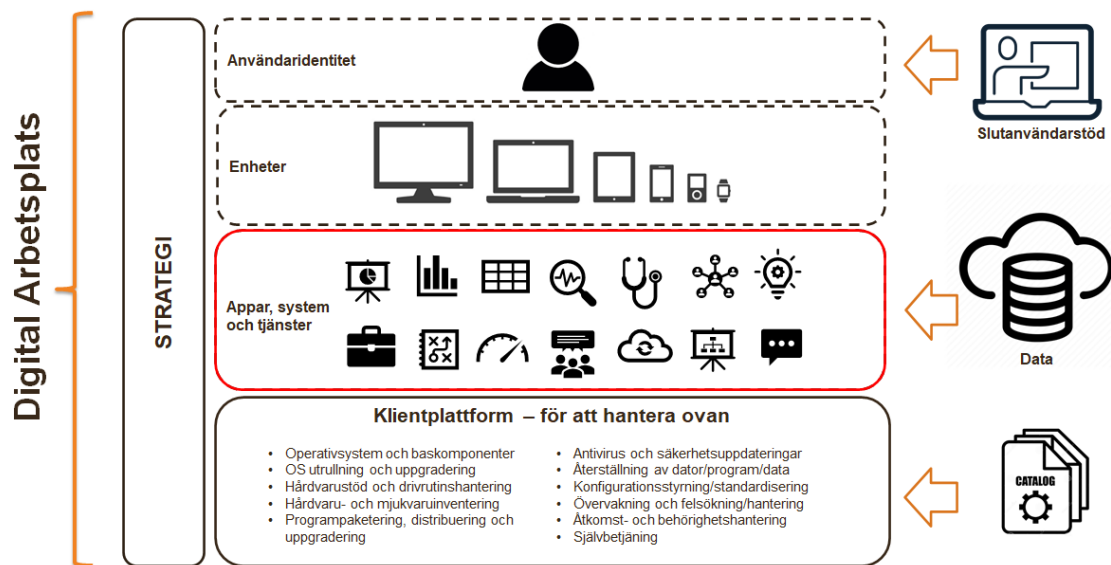 Digital Arbetsplats
STRATEGI
Användaridentitet
Enheter
Appar, system
och tjänster
Klientplattform – för att hantera ovan
• Operativsystem och baskomponenter
• OS utrullning och uppgradering
• Hårdvarustöd och drivrutinshantering
• Hårdvaru- och mjukvaruinventering
• Programpaketering, distribuering och
uppgradering
• Antivirus och säkerhetsuppdateringar
• Återställning av dator/program/data
• Konfigurationsstyrning/standardisering
• Övervakning och felsökning/hantering
• Åtkomst- och behörighetshantering
• Självbetjäning
Slutanvändarstöd
Data
CATALOG